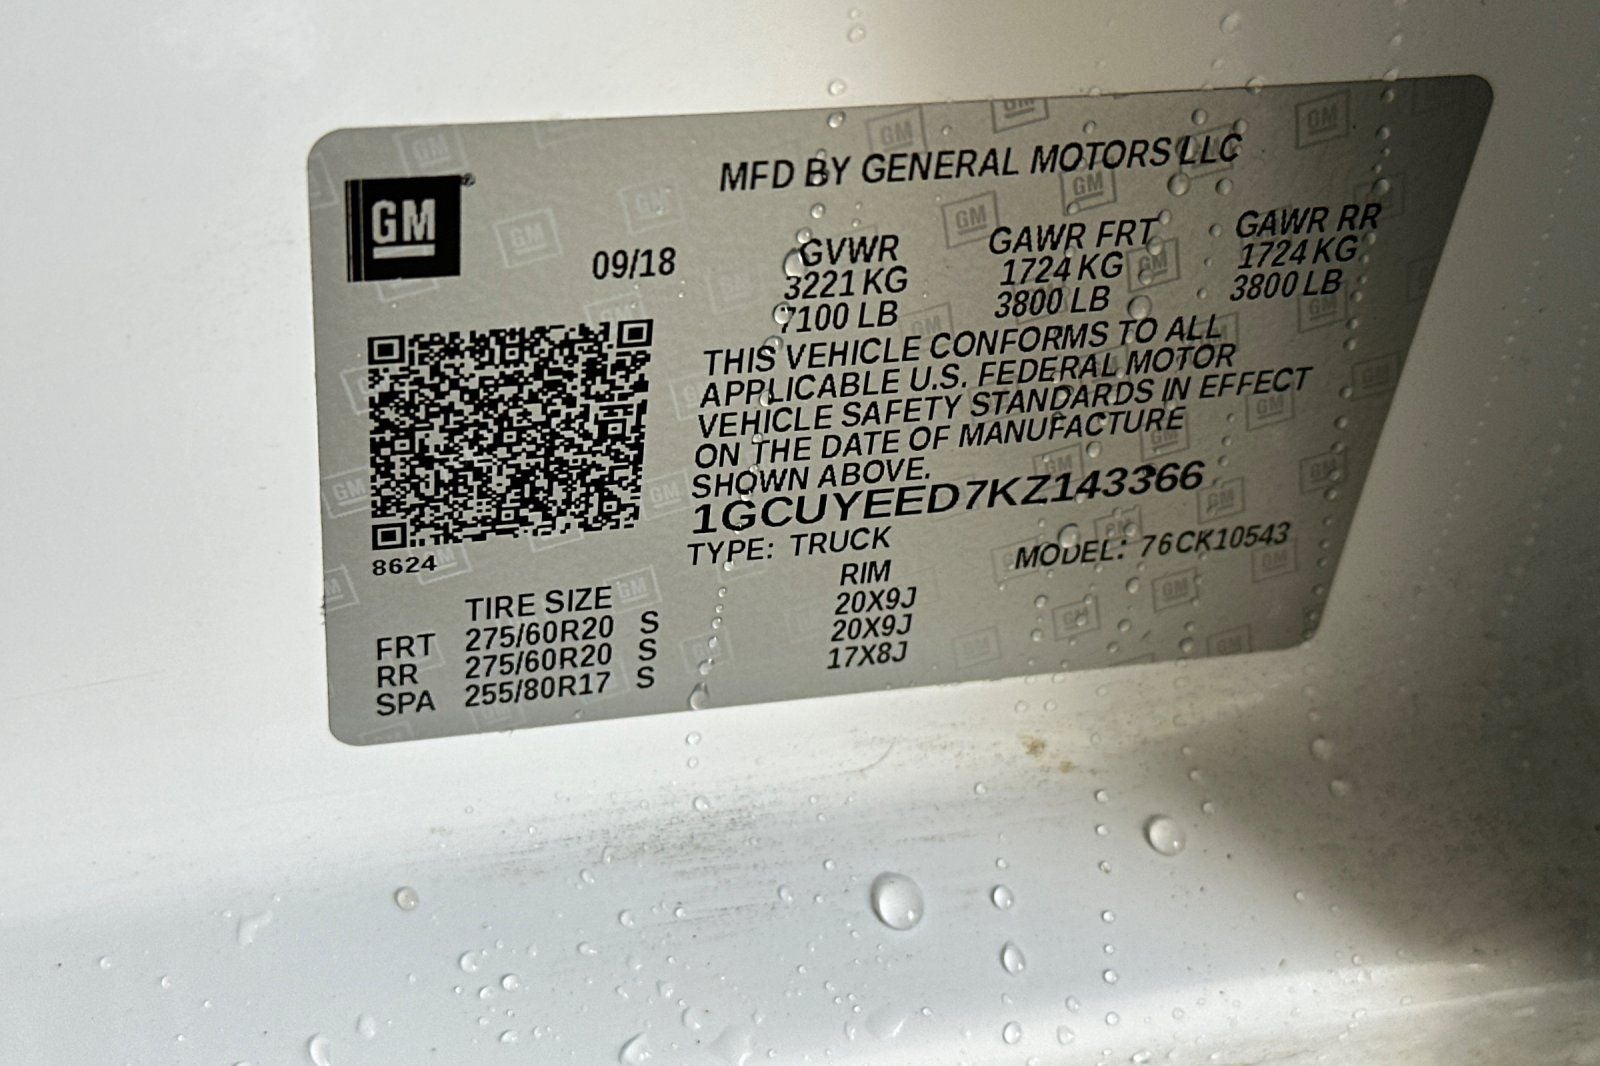 GM
MFD BY GENERAL MOTORS LLC
09/18
GVWR GAWR FRT GAWR RR
3221 KG 1724 KG 1724 KG
7100 LB 3800 LB 3800 LB
THIS VEHICLE CONFORMS TO ALL
APPLICABLE U.S. FEDERAL MOTOR
VEHICLE SAFETY STANDARDS IN EFFECT
ON THE DATE OF MANUFACTURE
SHOWN ABOVE.
1GCUYEED7KZ143366
TYPE: TRUCK MODEL: 76CK10543
8624
TIRE SIZE RIM
FRT 275/60R20 S 20X9J
RR 275/60R20 S 20X9J
SPA 255/80R17 S 17X8J